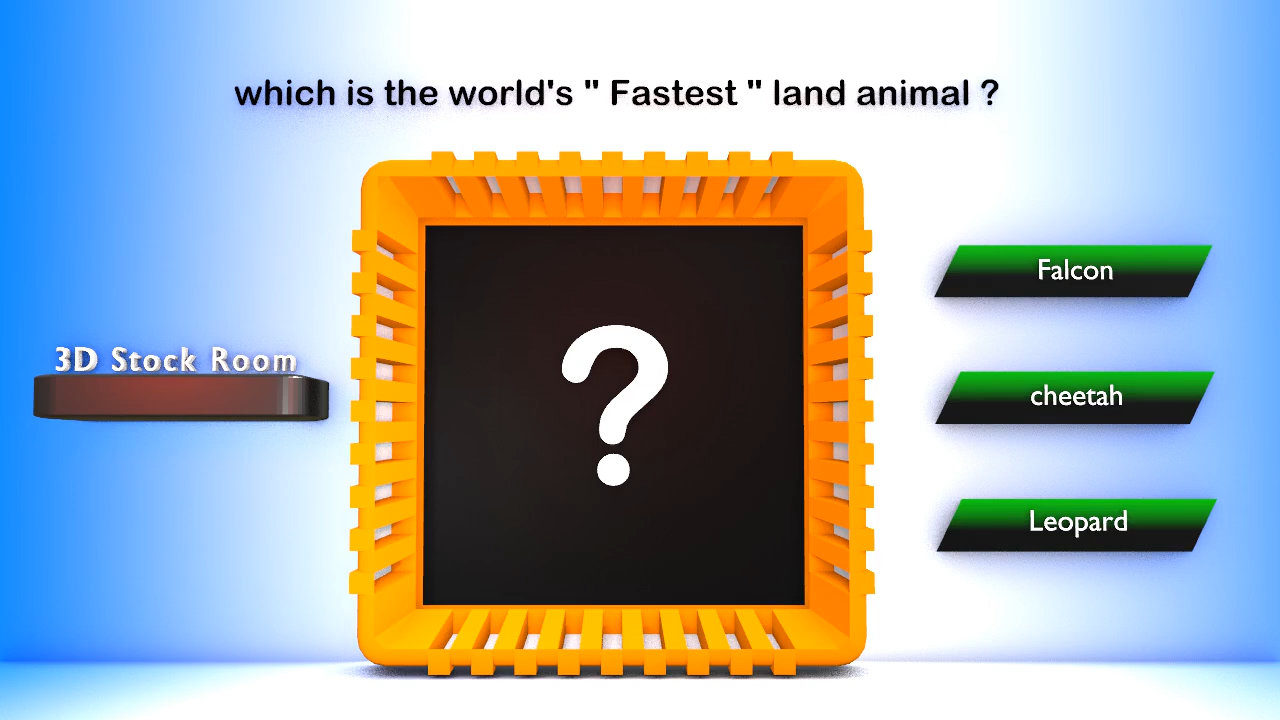 which is the world's " Fastest " land animal ?
3D Stock Room
?
Falcon
cheetah
Leopard